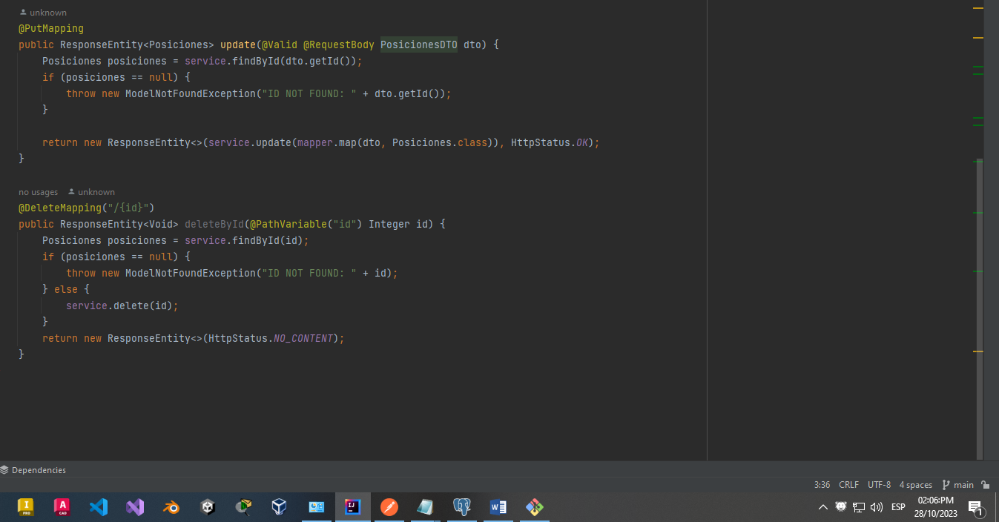 unknown
@PutMapping
public ResponseEntity<Posiciones> update(@Valid @RequestBody PosicionesDTO dto) {
    Posiciones posiciones = service.findById(dto.getId());
    if (posiciones == null) {
        throw new ModelNotFoundException("ID NOT FOUND: " + dto.getId());
    }
    return new ResponseEntity<>(service.update(mapper.map(dto, Posiciones.class)), HttpStatus.OK);
}
no usages unknown
@DeleteMapping("/{id}")
public ResponseEntity<Void> deleteById(@PathVariable("id") Integer id) {
    Posiciones posiciones = service.findById(id);
    if (posiciones == null) {
        throw new ModelNotFoundException("ID NOT FOUND: " + id);
    } else {
        service.delete(id);
    }
    return new ResponseEntity<>(HttpStatus.NO_CONTENT);
}
Dependencies
3:36 CRLF UTF-8 4 spaces main
I PRO A CAD IJ W ESP 02:06:PM 1
28/10/2023